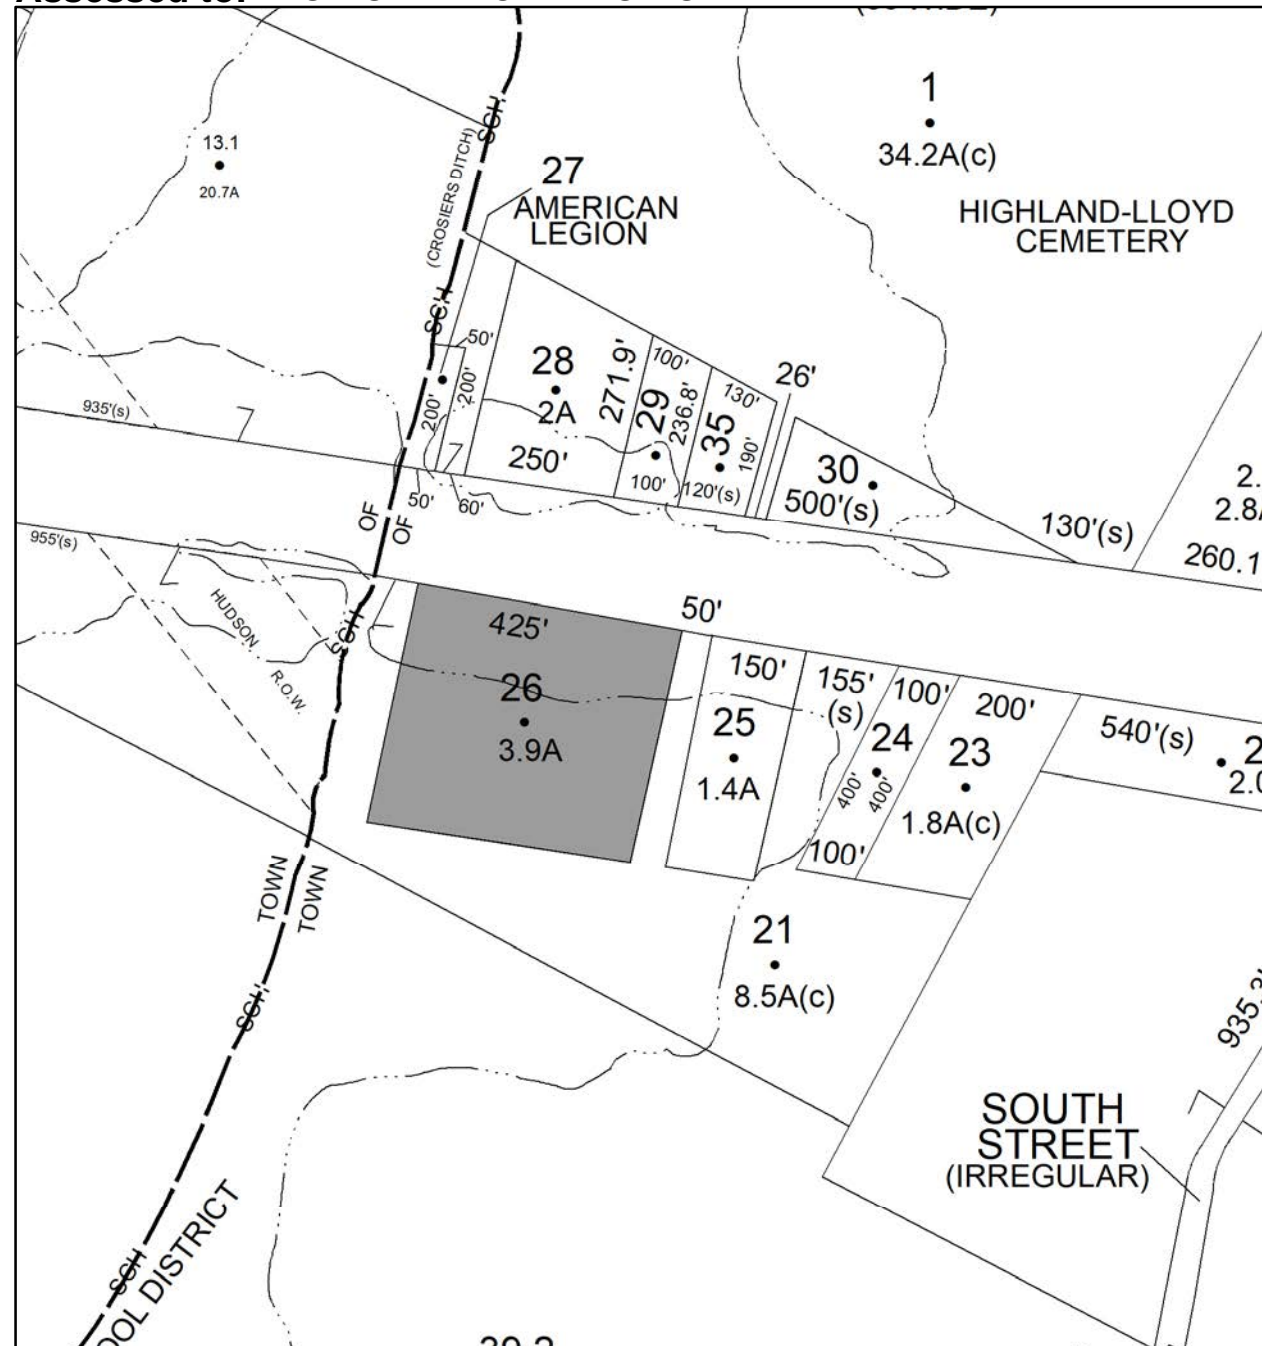 Assessed to:
1
34.2A(c)
HIGHLAND-LLOYD
CEMETERY
13.1
20.7A
SCH.
(CROSIERS DITCH)
27
AMERICAN
LEGION
SCH
50'
200'
200'
28
2A
250'
271.9'
100'
29
236.8'
100'
130'
35
190'
120'(s)
26'
30
500'(s)
130'(s)
260.1
935'(s)
50'
60'
OF
OF
955'(s)
HUDSON
R.O.W.
SCH
425'
26
3.9A
50'
150'
25
1.4A
155'
(s)
100'
24
400'
400'
100'
200'
23
1.8A(c)
540'(s)
TOWN
TOWN
21
8.5A(c)
SCH
SOUTH
STREET
(IRREGULAR)
SCH
DISTRICT